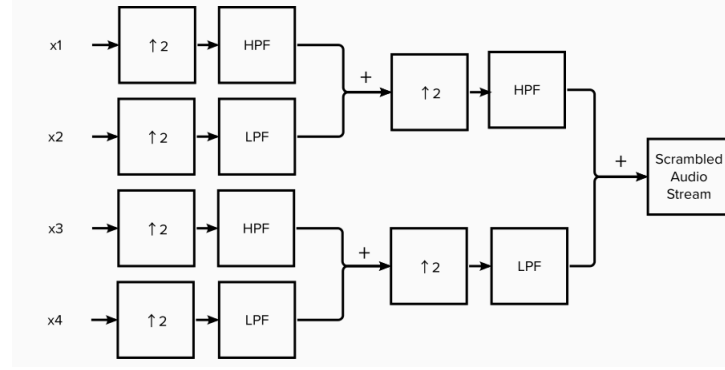 x1
↑2
HPF
x2
↑2
LPF
+
↑2
HPF
x3
↑2
HPF
x4
↑2
LPF
+
↑2
LPF
+
Scrambled
Audio
Stream